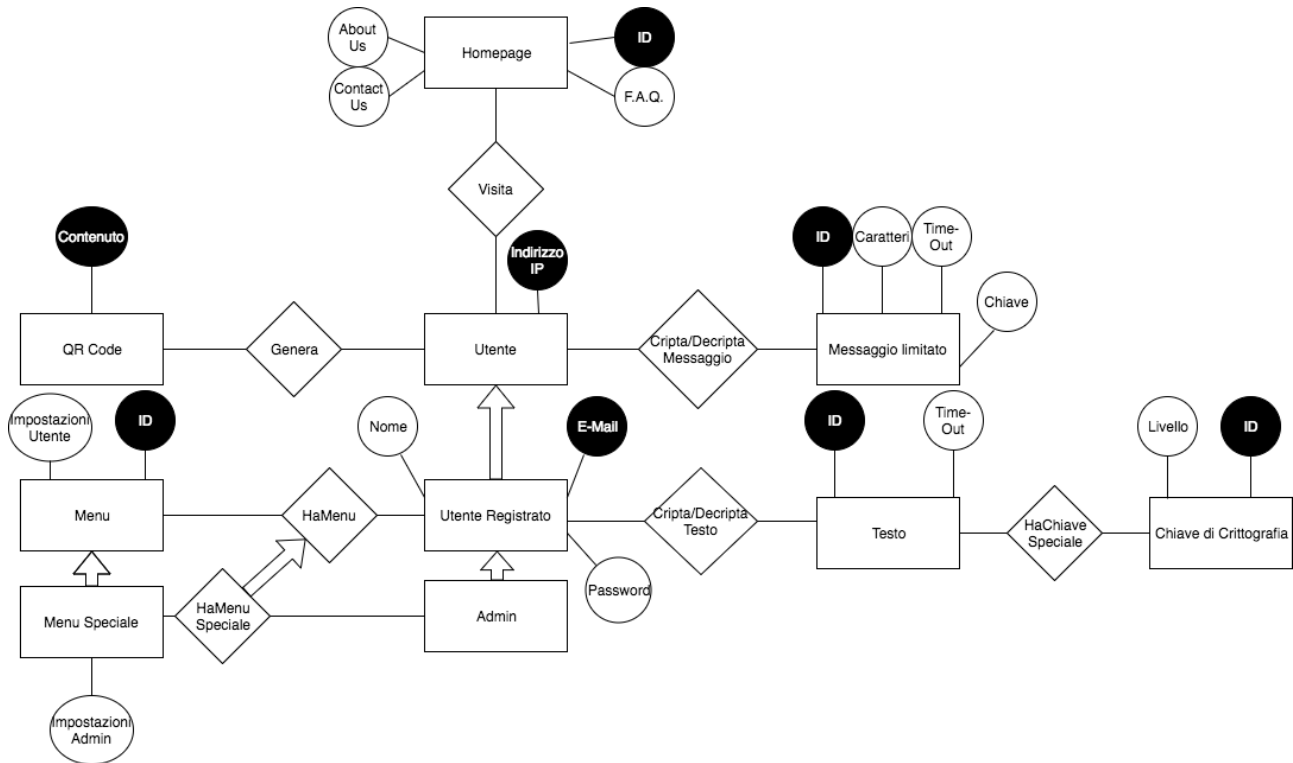 About
Us
Homepage
ID
Contact
Us
F.A.Q.
Visita
Contenuto
Indirizzo
IP
ID
Caratteri
Time-
Out
Chiave
QR Code
Genera
Utente
Cripta/Decripta
Messaggio
Messaggio limitato
Impostazioni
Utente
ID
Nome
E-Mail
ID
Time-
Out
Livello
ID
Menu
HaMenu
Utente Registrato
Cripta/Decripta
Testo
Testo
HaChiave
Speciale
Chiave di Crittografia
Password
Menu Speciale
HaMenu
Speciale
Admin
Impostazioni
Admin